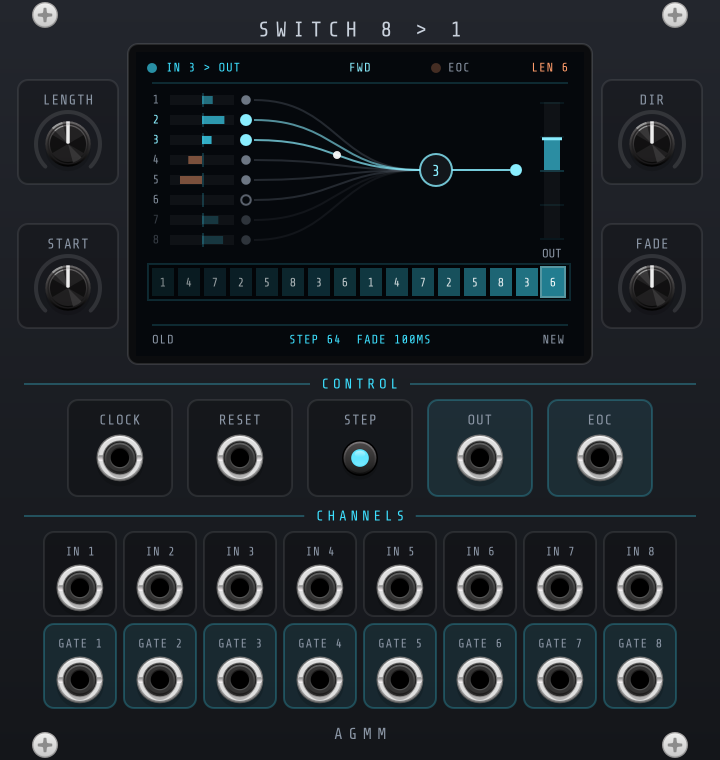 SWITCH 8 > 1
IN 3 > OUT FWD EOC LEN 6
LENGTH
DIR
1
2
3
4
5
6
7
8
3
START
FADE
OUT
1 4 7 2 5 8 3 6 1 4 7 2 5 8 3 6
OLD STEP 64 FADE 100MS NEW
CONTROL
CLOCK RESET STEP OUT EOC
CHANNELS
IN 1 IN 2 IN 3 IN 4 IN 5 IN 6 IN 7 IN 8
GATE 1 GATE 2 GATE 3 GATE 4 GATE 5 GATE 6 GATE 7 GATE 8
AGMM